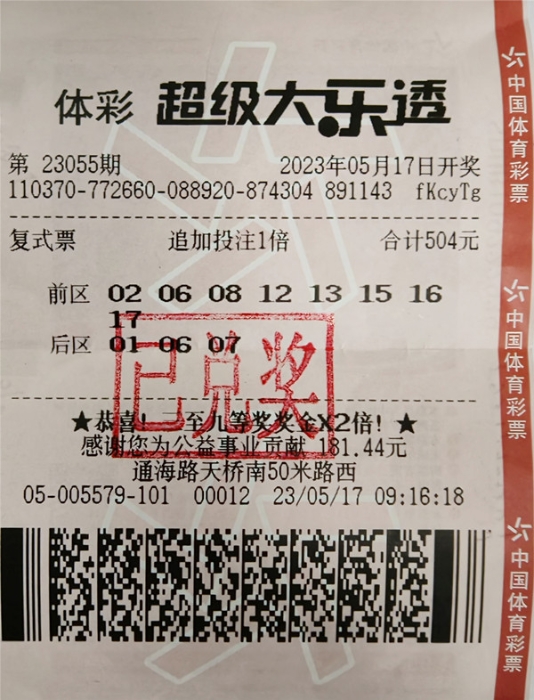 体彩 超级大乐透
第 23055期 2023年05月17日开奖
110370-772660-088920-874304 891143 fKcyTg
复式票 追加投注1倍 合计504元
前区 02 06 08 12 13 15 16
17
后区 01 06 07
已兑奖
★恭喜! 至九等奖奖金X2倍! ★
感谢您为公益事业贡献 181.44元
通海路天桥南50米路西
05-005579-101 00012 23/05/17 09:16:18
中国体育彩票
中国体育彩票
中国体育彩票